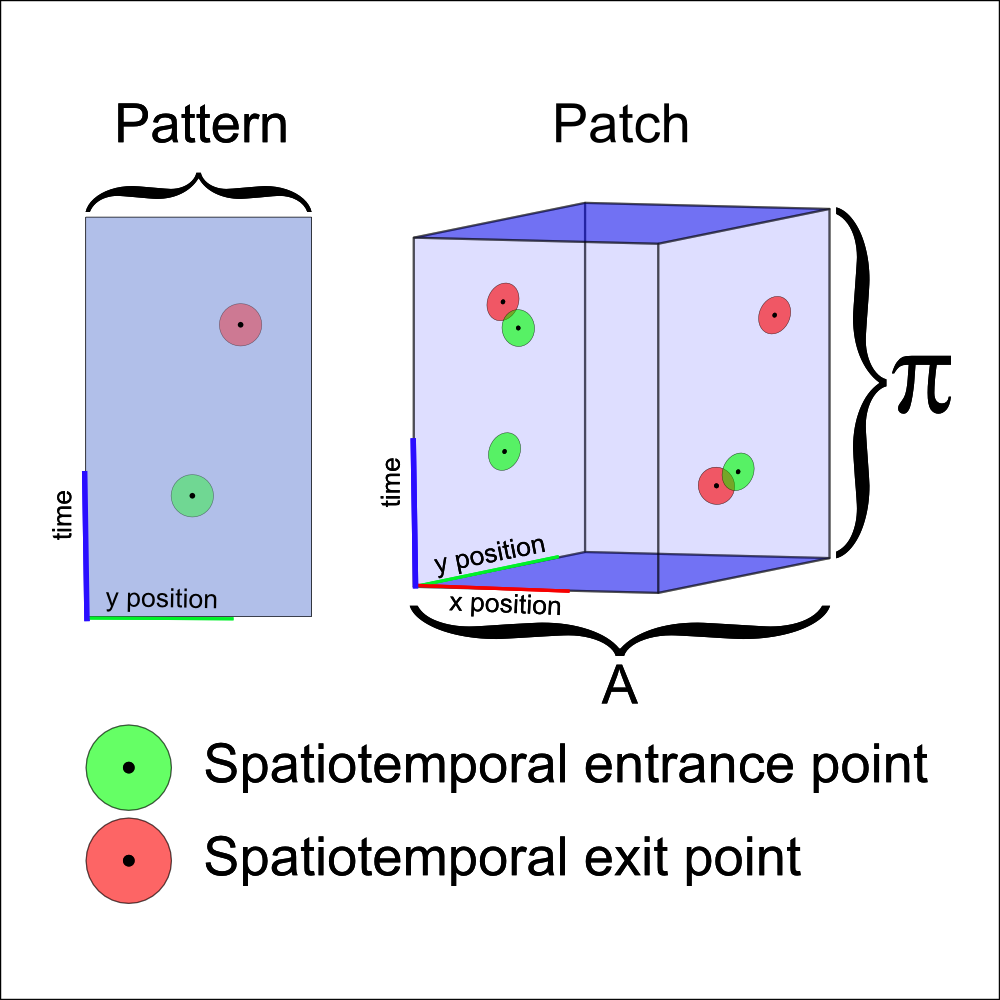 Pattern
Patch
π
time
y position
time
y position
x position
A
Spatiotemporal entrance point
Spatiotemporal exit point